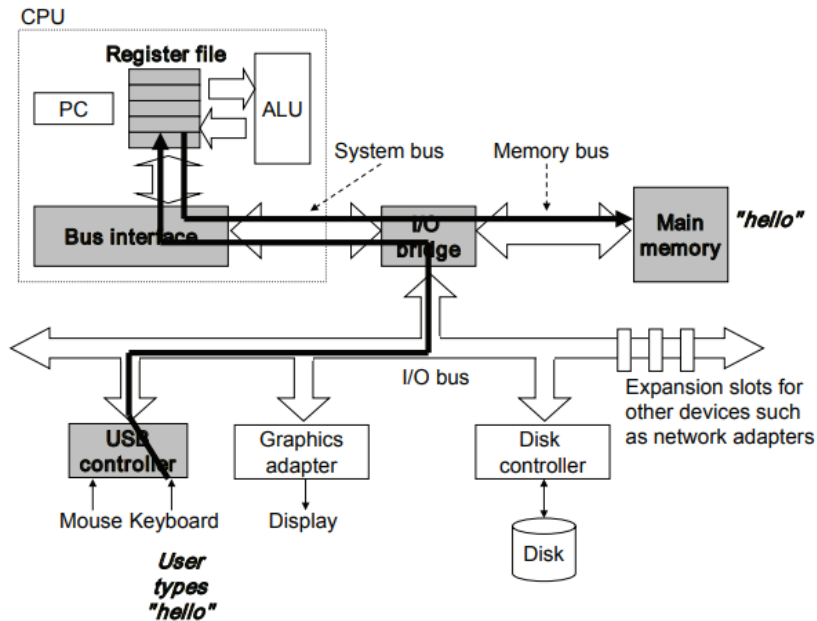 CPU
Register file
PC
ALU
System bus
Memory bus
Bus interface
I/O
bridge
Main
memory
"hello"
I/O bus
Expansion slots for
other devices such
as network adapters
USB
controller
Graphics
adapter
Disk
controller
Mouse Keyboard
Display
Disk
User
types
"hello"